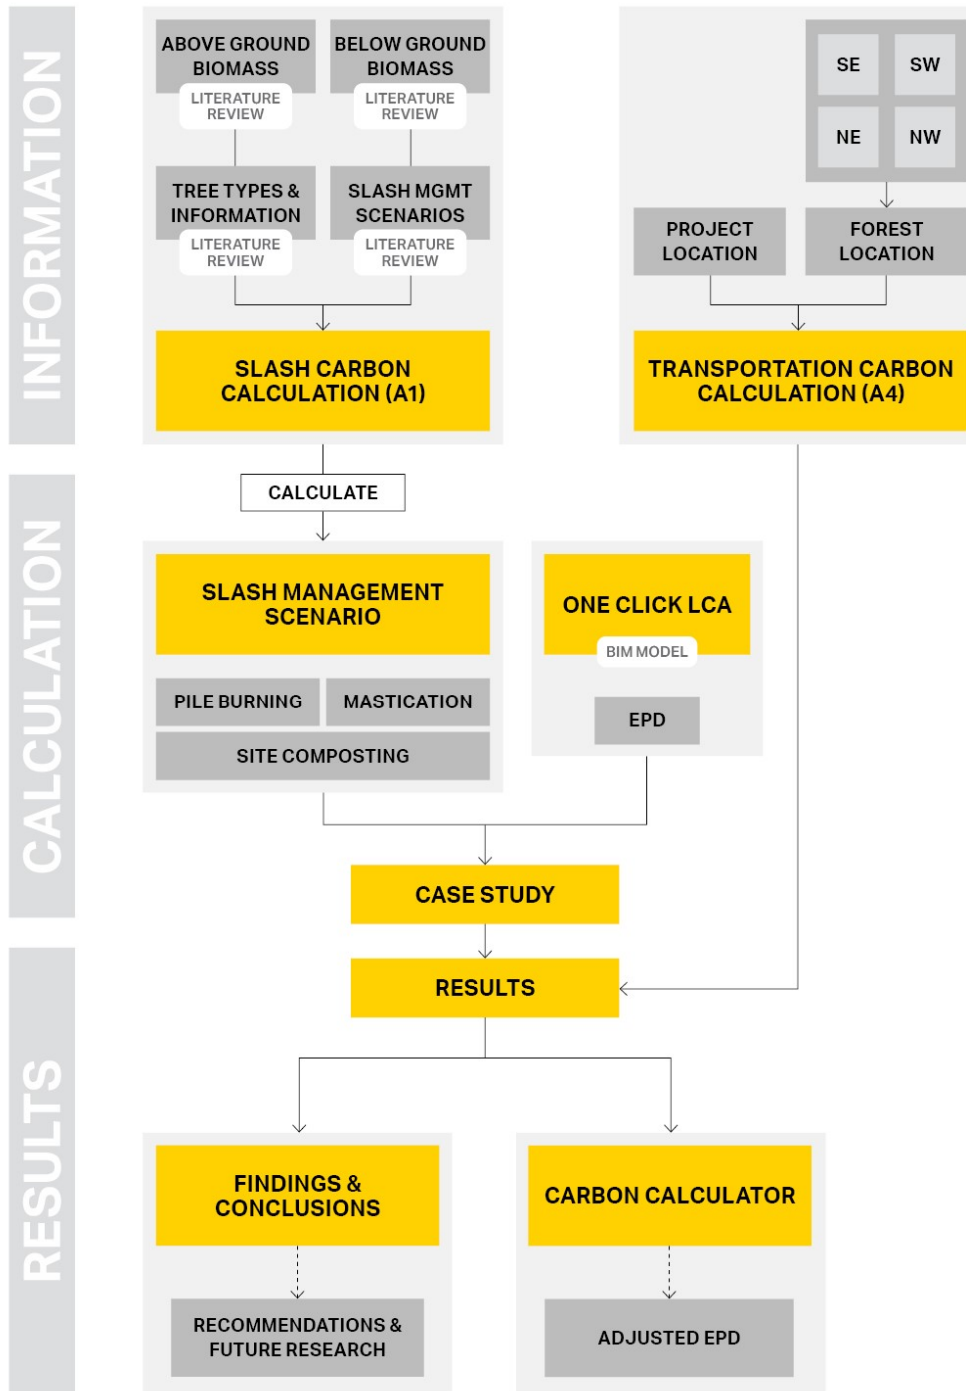 INFORMATION
ABOVE GROUND
BIOMASS
LITERATURE
REVIEW
BELOW GROUND
BIOMASS
LITERATURE
REVIEW
TREE TYPES &
INFORMATION
LITERATURE
REVIEW
SLASH MGMT
SCENARIOS
LITERATURE
REVIEW
SLASH CARBON
CALCULATION (A1)
SE
SW
NE
NW
PROJECT
LOCATION
FOREST
LOCATION
TRANSPORTATION CARBON
CALCULATION (A4)
CALCULATION
CALCULATE
SLASH MANAGEMENT
SCENARIO
PILE BURNING
MASTICATION
SITE COMPOSTING
ONE CLICK LCA
BIM MODEL
EPD
CASE STUDY
RESULTS
RESULTS
FINDINGS &
CONCLUSIONS
RECOMMENDATIONS &
FUTURE RESEARCH
CARBON CALCULATOR
ADJUSTED EPD